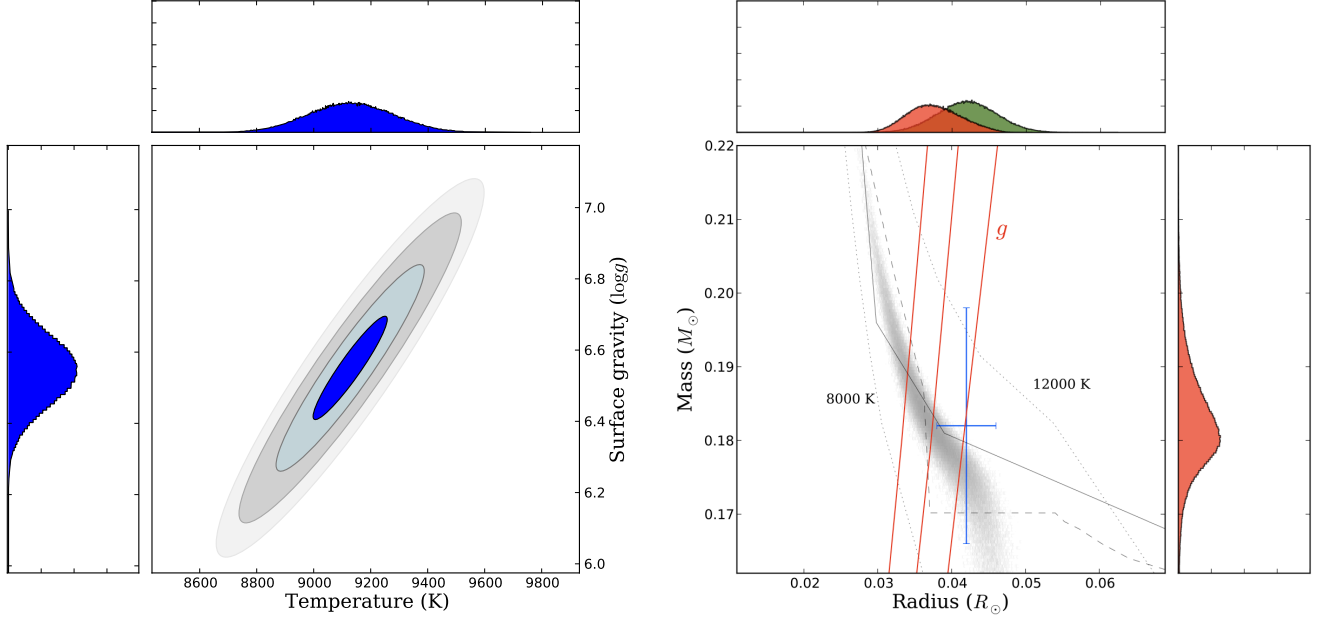 7.0
6.8
6.6
6.4
6.2
6.0
Surface gravity (log g)
8600 8800 9000 9200 9400 9600 9800
Temperature (K)
0.22
0.21
0.20
0.19
0.18
0.17
Mass (M⊙)
g
8000 K
12000 K
0.02 0.03 0.04 0.05 0.06
Radius (R⊙)